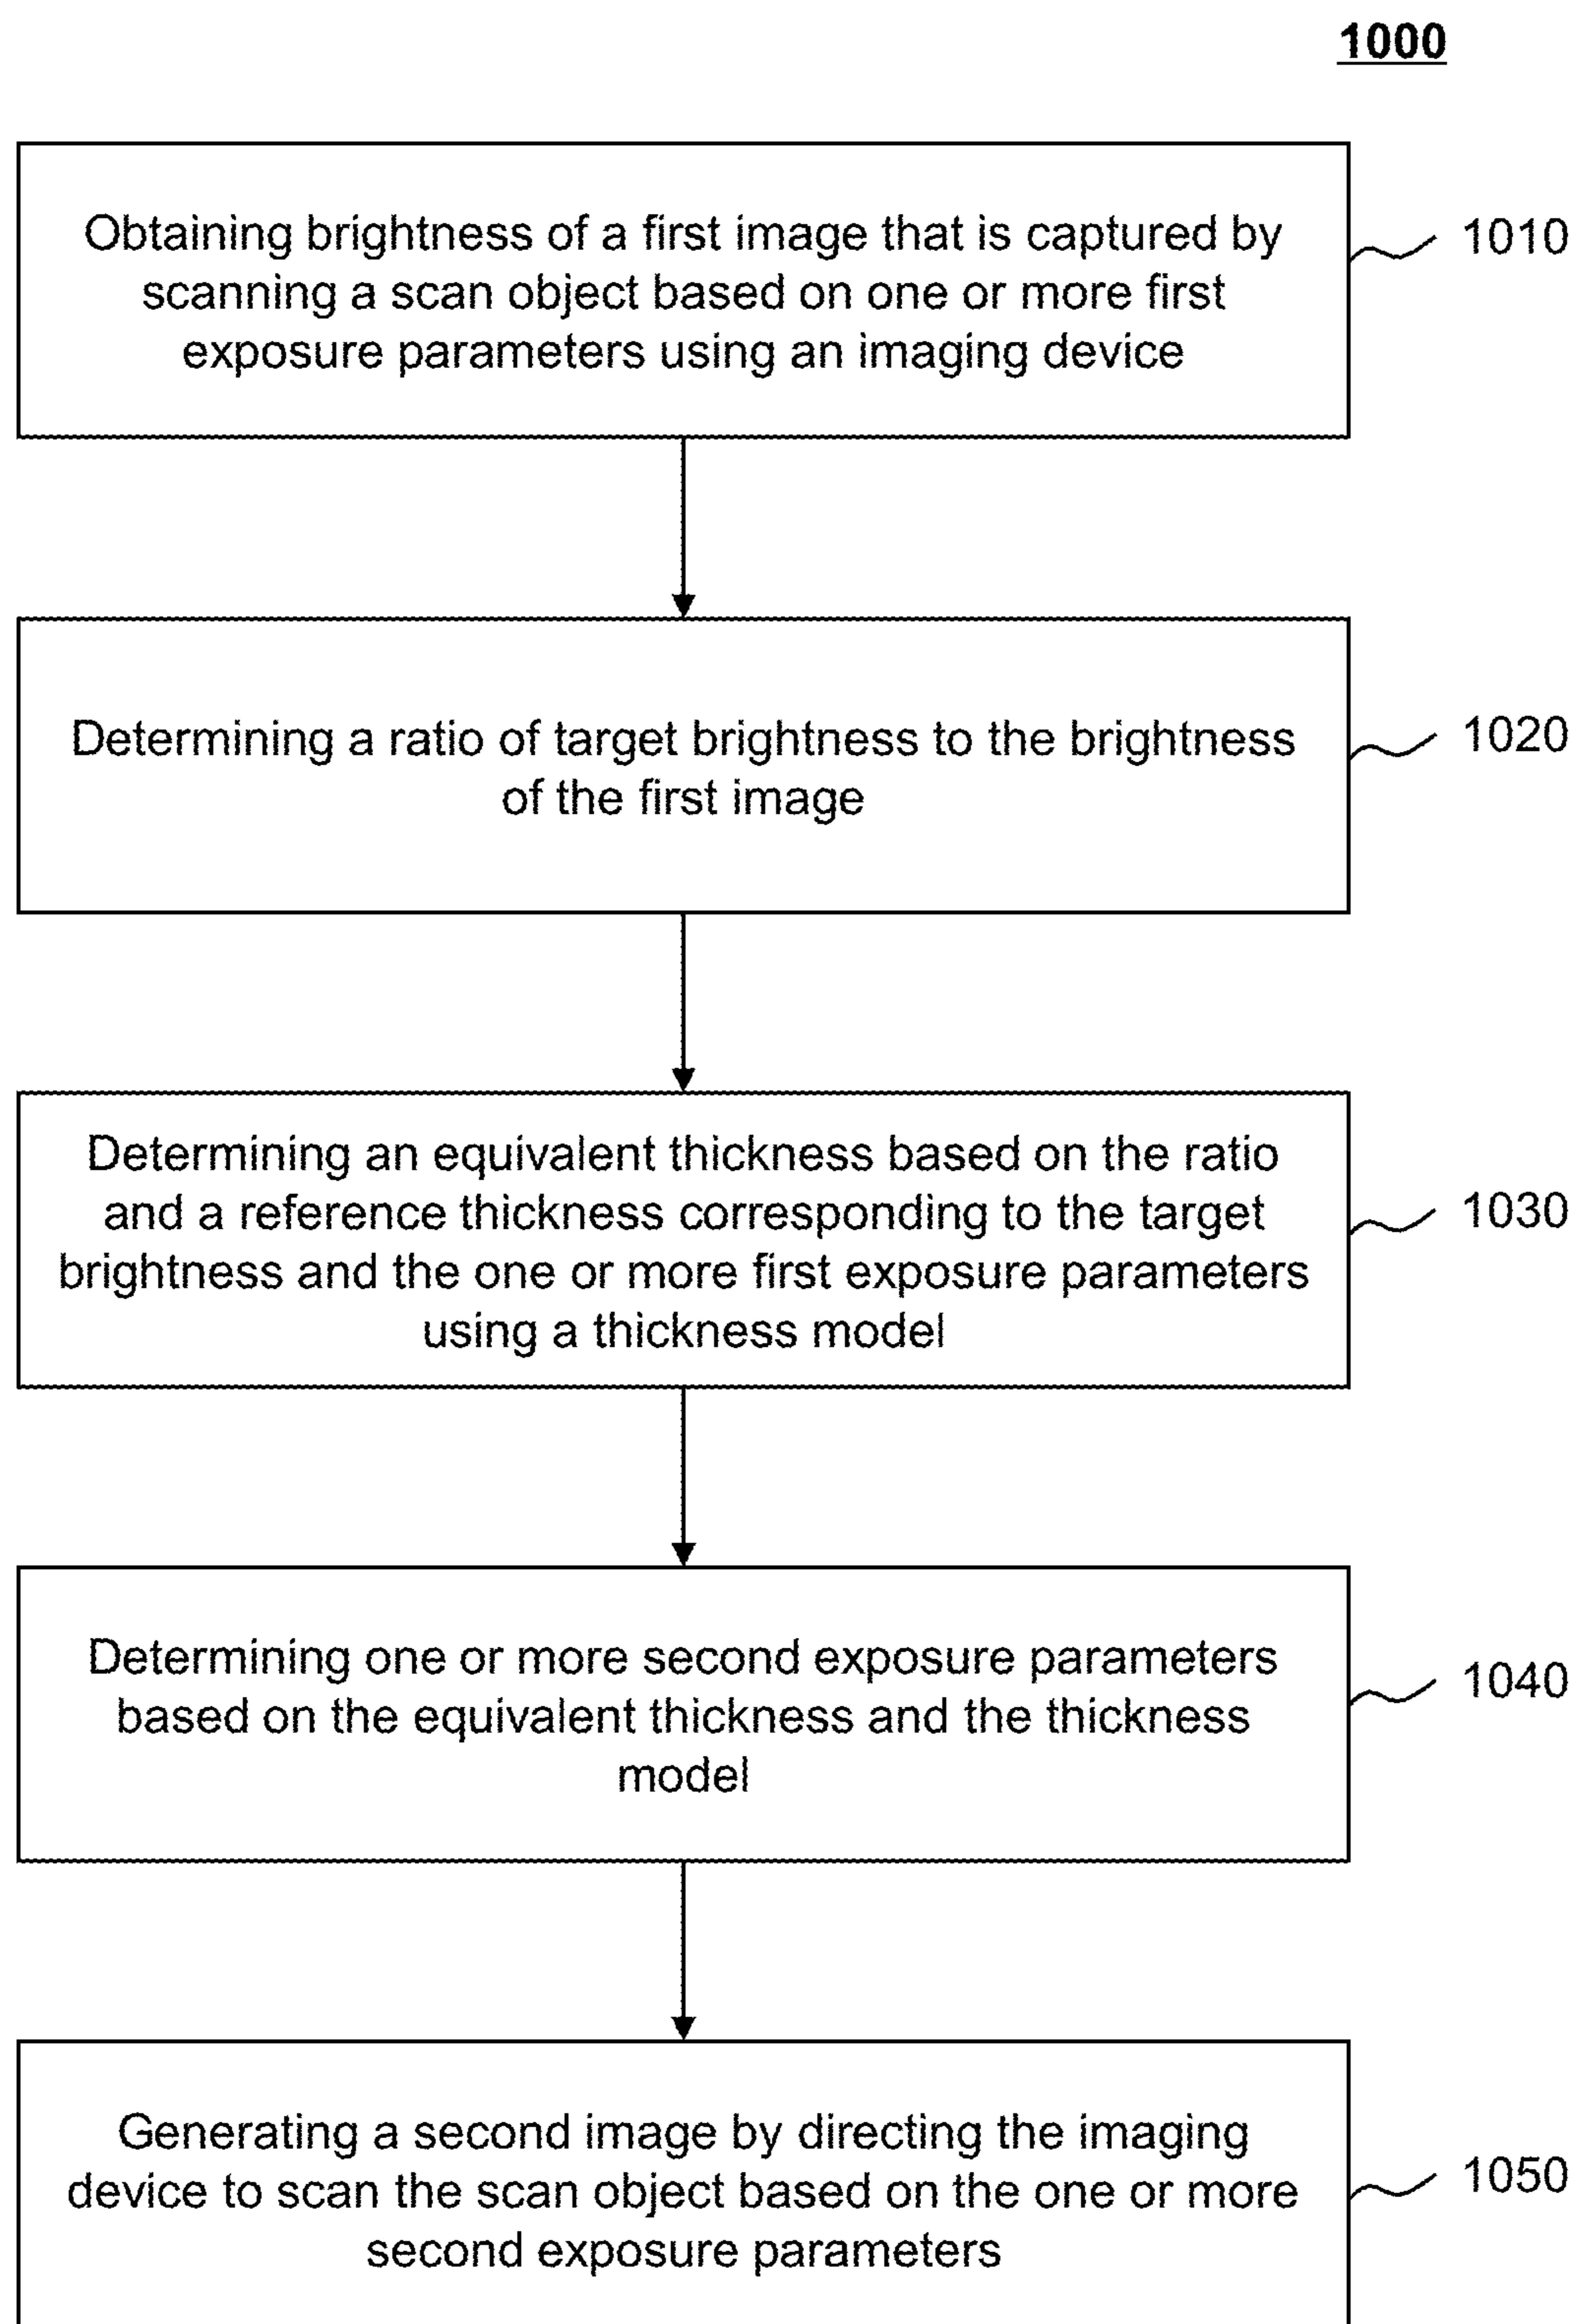 1000
Obtaining brightness of a first image that is captured by
scanning a scan object based on one or more first
exposure parameters using an imaging device
1010
Determining a ratio of target brightness to the brightness
of the first image
1020
Determining an equivalent thickness based on the ratio
and a reference thickness corresponding to the target
brightness and the one or more first exposure parameters
using a thickness model
1030
Determining one or more second exposure parameters
based on the equivalent thickness and the thickness
model
1040
Generating a second image by directing the imaging
device to scan the scan object based on the one or more
second exposure parameters
1050